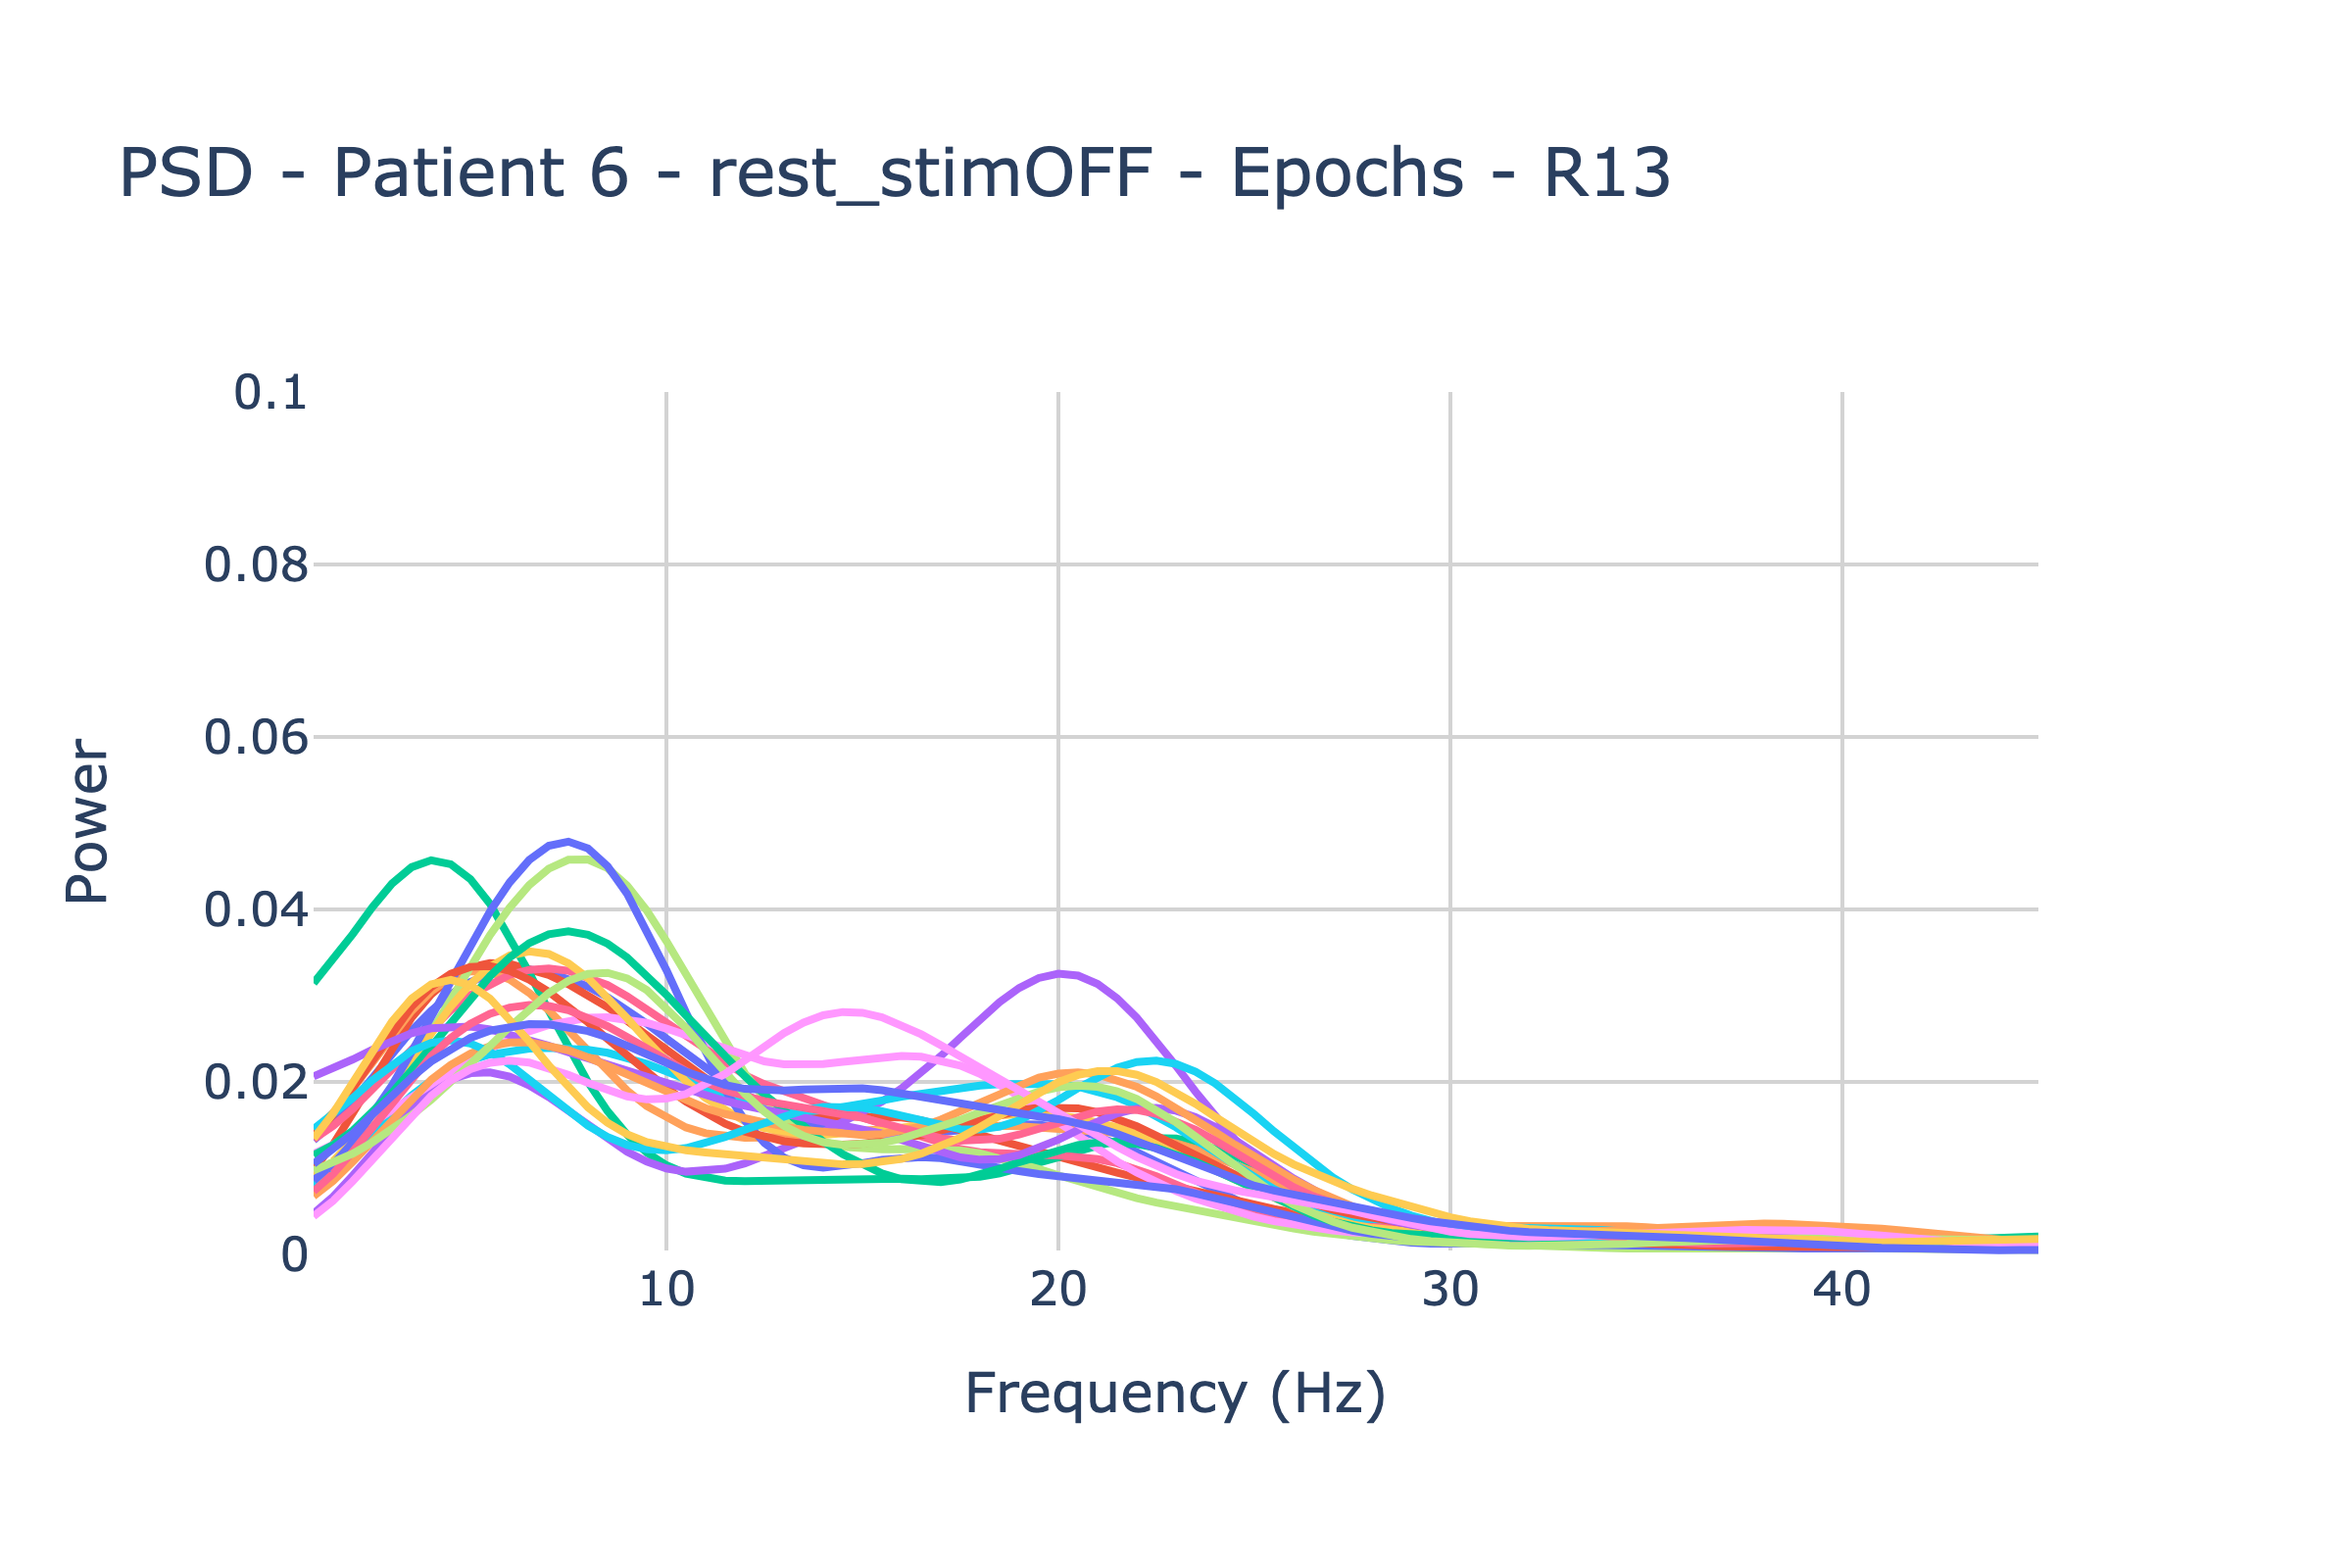 PSD - Patient 6 - rest_stimOFF - Epochs - R13
0.1
0.08
0.06
0.04
0.02
0
Power
10 20 30 40
Frequency (Hz)